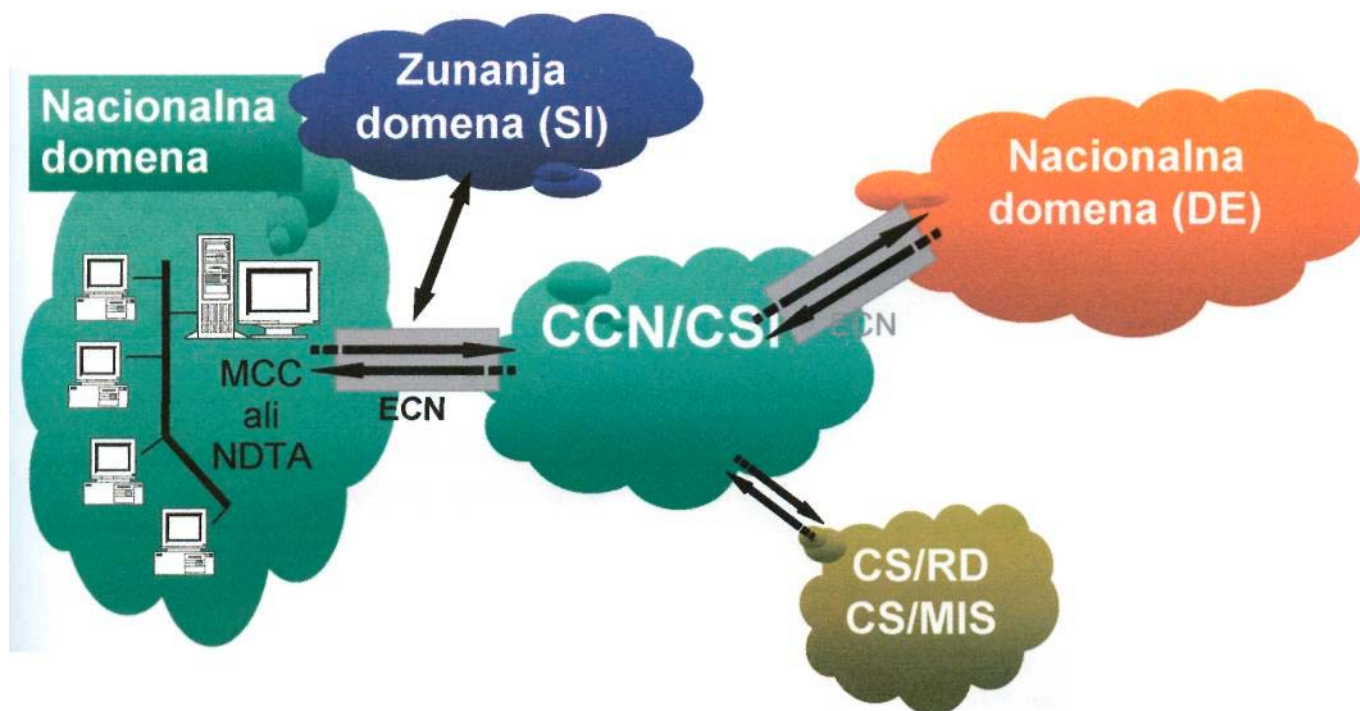 Nacionalna
domena
Zunanja
domena (SI)
Nacionalna
domena (DE)
CCN/CSI
ECN
MCC
ali
NDTA
ECN
CS/RD
CS/MIS